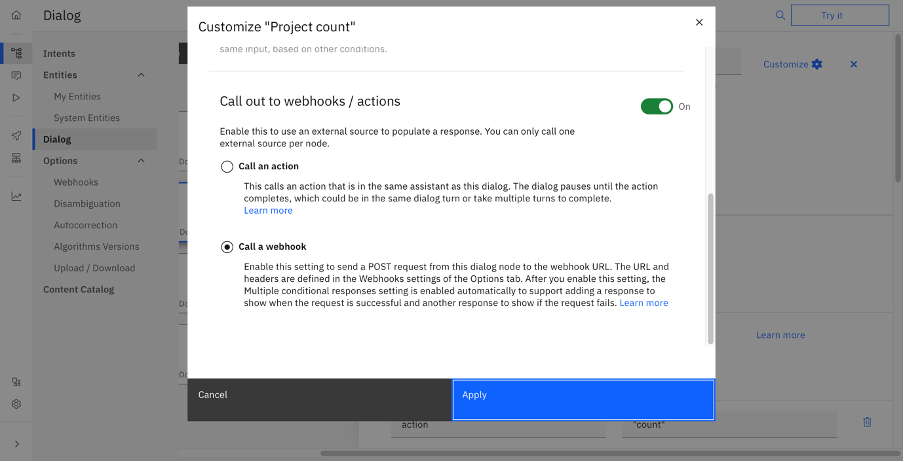 Dialog
Try it
Intents
Entities
My Entities
System Entities
Dialog
Options
Webhooks
Disambiguation
Autocorrection
Algorithms Versions
Upload / Download
Content Catalog
Customize "Project count"
same input, based on other conditions.
Call out to webhooks / actions
On
Enable this to use an external source to populate a response. You can only call one
external source per node.
Call an action
This calls an action that is in the same assistant as this dialog. The dialog pauses until the action
completes, which could be in the same dialog turn or take multiple turns to complete.
Learn more
Call a webhook
Enable this setting to send a POST request from this dialog node to the webhook URL. The URL and
headers are defined in the Webhooks settings of the Options tab. After you enable this setting, the
Multiple conditional responses setting is enabled automatically to support adding a response to
show when the request is successful and another response to show if the request fails. Learn more
Cancel
Apply
Customize
Learn more
action
"count"